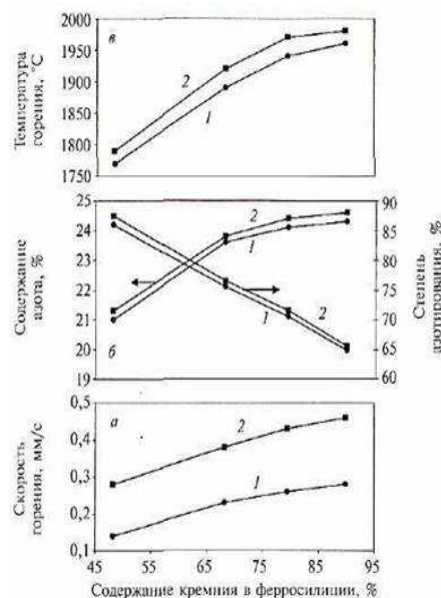 Температура
горения, °C
2000
1950
1900
1850
1800
1750
в
2
1
Содержание
азота, %
25
24
23
22
21
20
19
б
2
1
1
2
90
85
80
75
70
65
60
Степень
азотирования, %
Скорость
горения, мм/с
0,5
0,4
0,3
0,2
0,1
а
2
1
45 55 65 75 85 95
Содержание кремния в ферросилиции, %